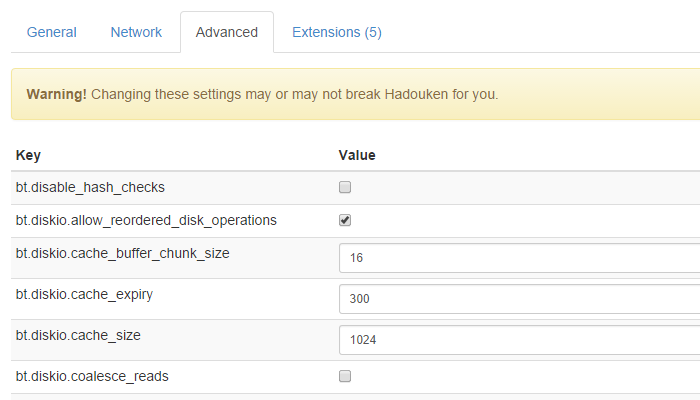 General Network Advanced Extensions (5)
Warning! Changing these settings may or may not break Hadouken for you.
Key Value
bt.disable_hash_checks
bt.diskio.allow_reordered_disk_operations
bt.diskio.cache_buffer_chunk_size 16
bt.diskio.cache_expiry 300
bt.diskio.cache_size 1024
bt.diskio.coalesce_reads